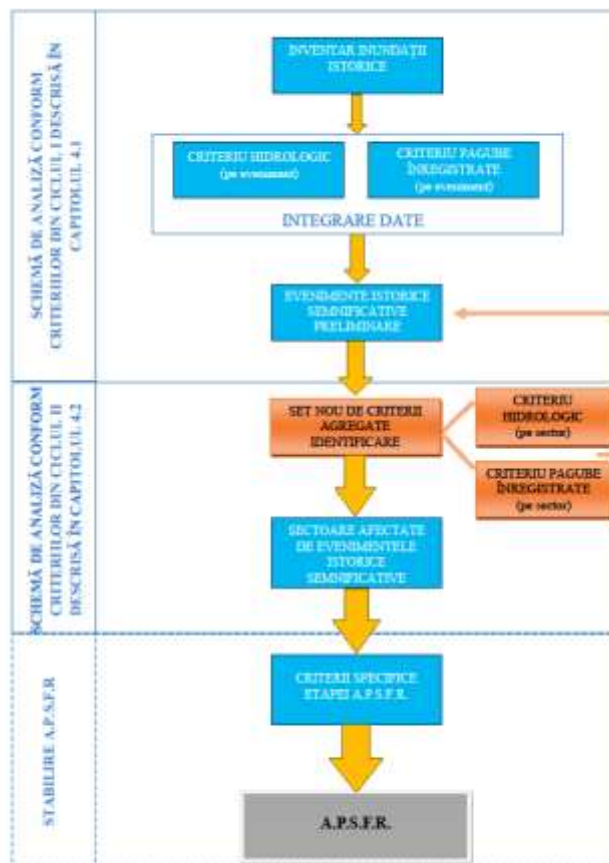 SCHEMĂ DE ANALIZĂ CONFORM
CRITERIILOR DIN CICLUL I DESCRISĂ ÎN
CAPITOLUL 4.1
INVENTAR INUNDAȚII
ISTORICE
CRITERIU HIDROLOGIC
(pe eveniment)
CRITERIU PAGUBE
ÎNREGISTRATE
(pe eveniment)
INTEGRARE DATE
EVENIMENTE ISTORICE
SEMNIFICATIVE
PRELIMINARE
SCHEMĂ DE ANALIZĂ CONFORM
CRITERIILOR DIN CICLUL II
DESCRISĂ ÎN CAPITOLUL 4.2
SET NOU DE CRITERII
AGREGATE
IDENTIFICARE
CRITERIU
HIDROLOGIC
(pe sector)
CRITERIU PAGUBE
ÎNREGISTRATE
(pe sector)
SECTOARE AFECTATE
DE EVENIMENTELE
ISTORICE
SEMNIFICATIVE
STABILIRE A.P.S.F.R
CRITERII SPECIFICE
ETAPEI A.P.S.F.R.
A.P.S.F.R.